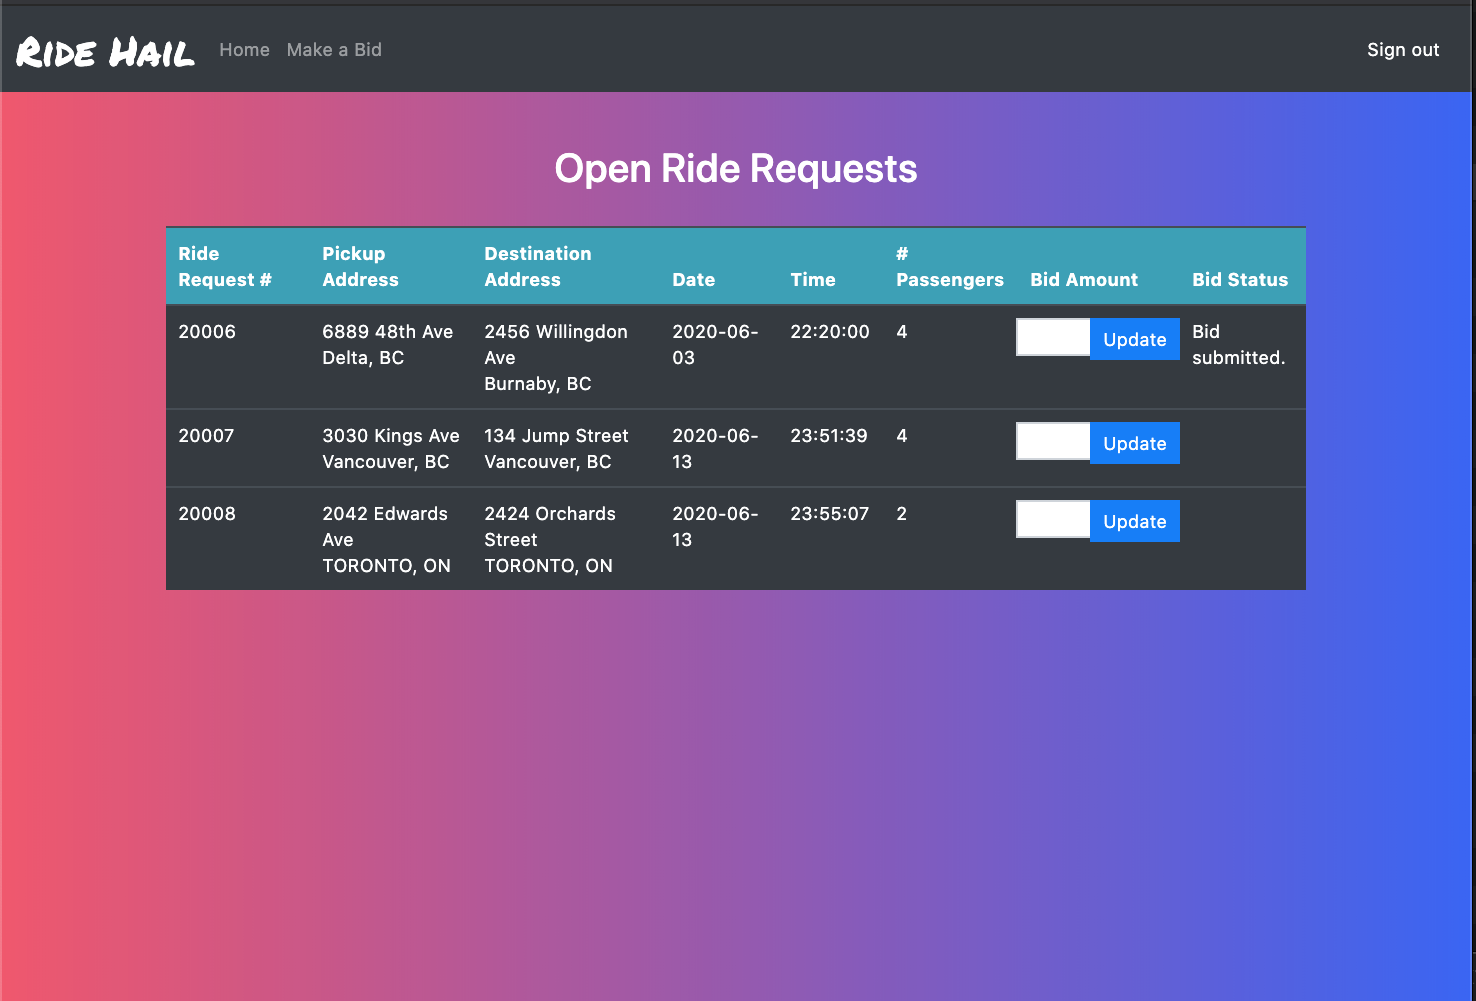 Ride Hail Home Make a Bid Sign out
Open Ride Requests
Ride Request # Pickup Address Destination Address Date Time # Passengers Bid Amount Bid Status
20006 6889 48th Ave Delta, BC 2456 Willingdon Ave Burnaby, BC 2020-06-03 22:20:00 4 Update Bid submitted.
20007 3030 Kings Ave Vancouver, BC 134 Jump Street Vancouver, BC 2020-06-13 23:51:39 4 Update
20008 2042 Edwards Ave TORONTO, ON 2424 Orchards Street TORONTO, ON 2020-06-13 23:55:07 2 Update